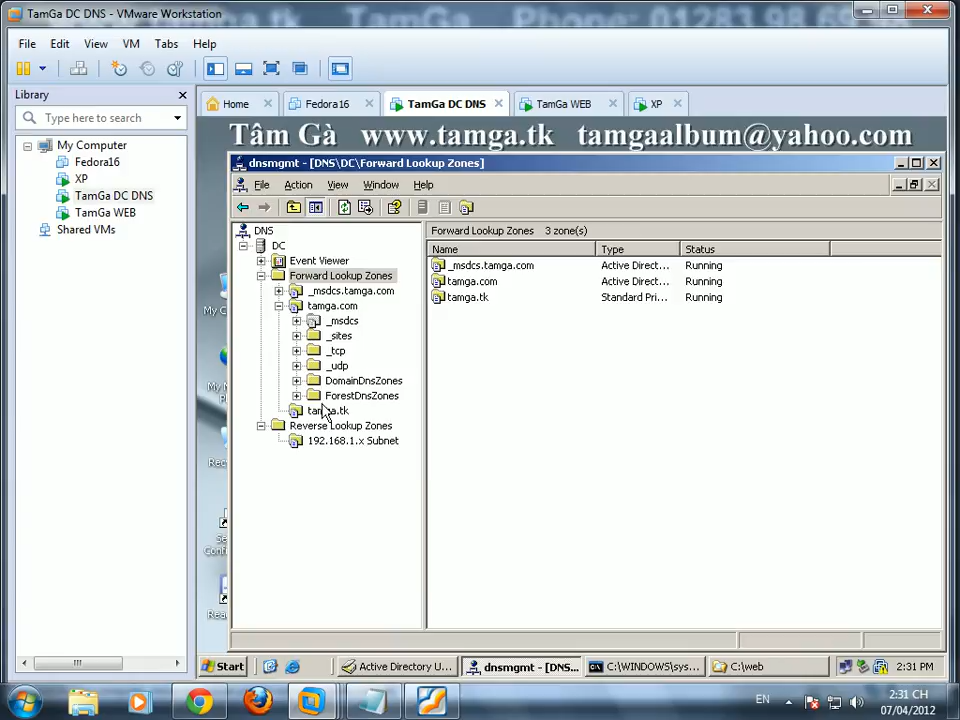 TamGa DC DNS - VMware Workstation
File Edit View VM Tabs Help
Library
Type here to search
My Computer
Fedora16
XP
TamGa DC DNS
TamGa WEB
Shared VMs
Home
Fedora16
TamGa DC DNS
TamGa WEB
XP
Tâm Gà www.tamga.tk tamgaalbum@yahoo.com
dnsmgmt - [DNS\DC\Forward Lookup Zones]
File Action View Window Help
DNS
DC
Event Viewer
Forward Lookup Zones
_msdcs.tamga.com
tamga.com
_msdcs
_sites
_tcp
_udp
DomainDnsZones
ForestDnsZones
tamga.tk
Reverse Lookup Zones
192.168.1.x Subnet
Forward Lookup Zones 3 zone(s)
Name Type Status
_msdcs.tamga.com Active Direct... Running
tamga.com Active Direct... Running
tamga.tk Standard Pri... Running
Start
Active Directory U...
dnsmgmt - [DNS...
C:\WINDOWS\sys...
C:\web
2:31 PM
EN
2:31 CH
07/04/2012